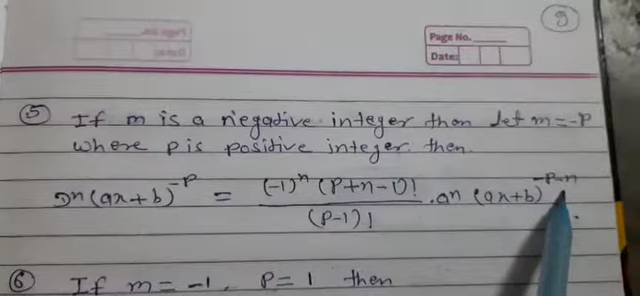 9
Page No.
Date:
5 If m is a negative integer then let m = -P
where p is positive integer then
Dⁿ(ax+b)^-P = (-1)ⁿ (P+n-1)! / (P-1)! . aⁿ (ax+b)^-P-n
6 If m = -1, P = 1 then